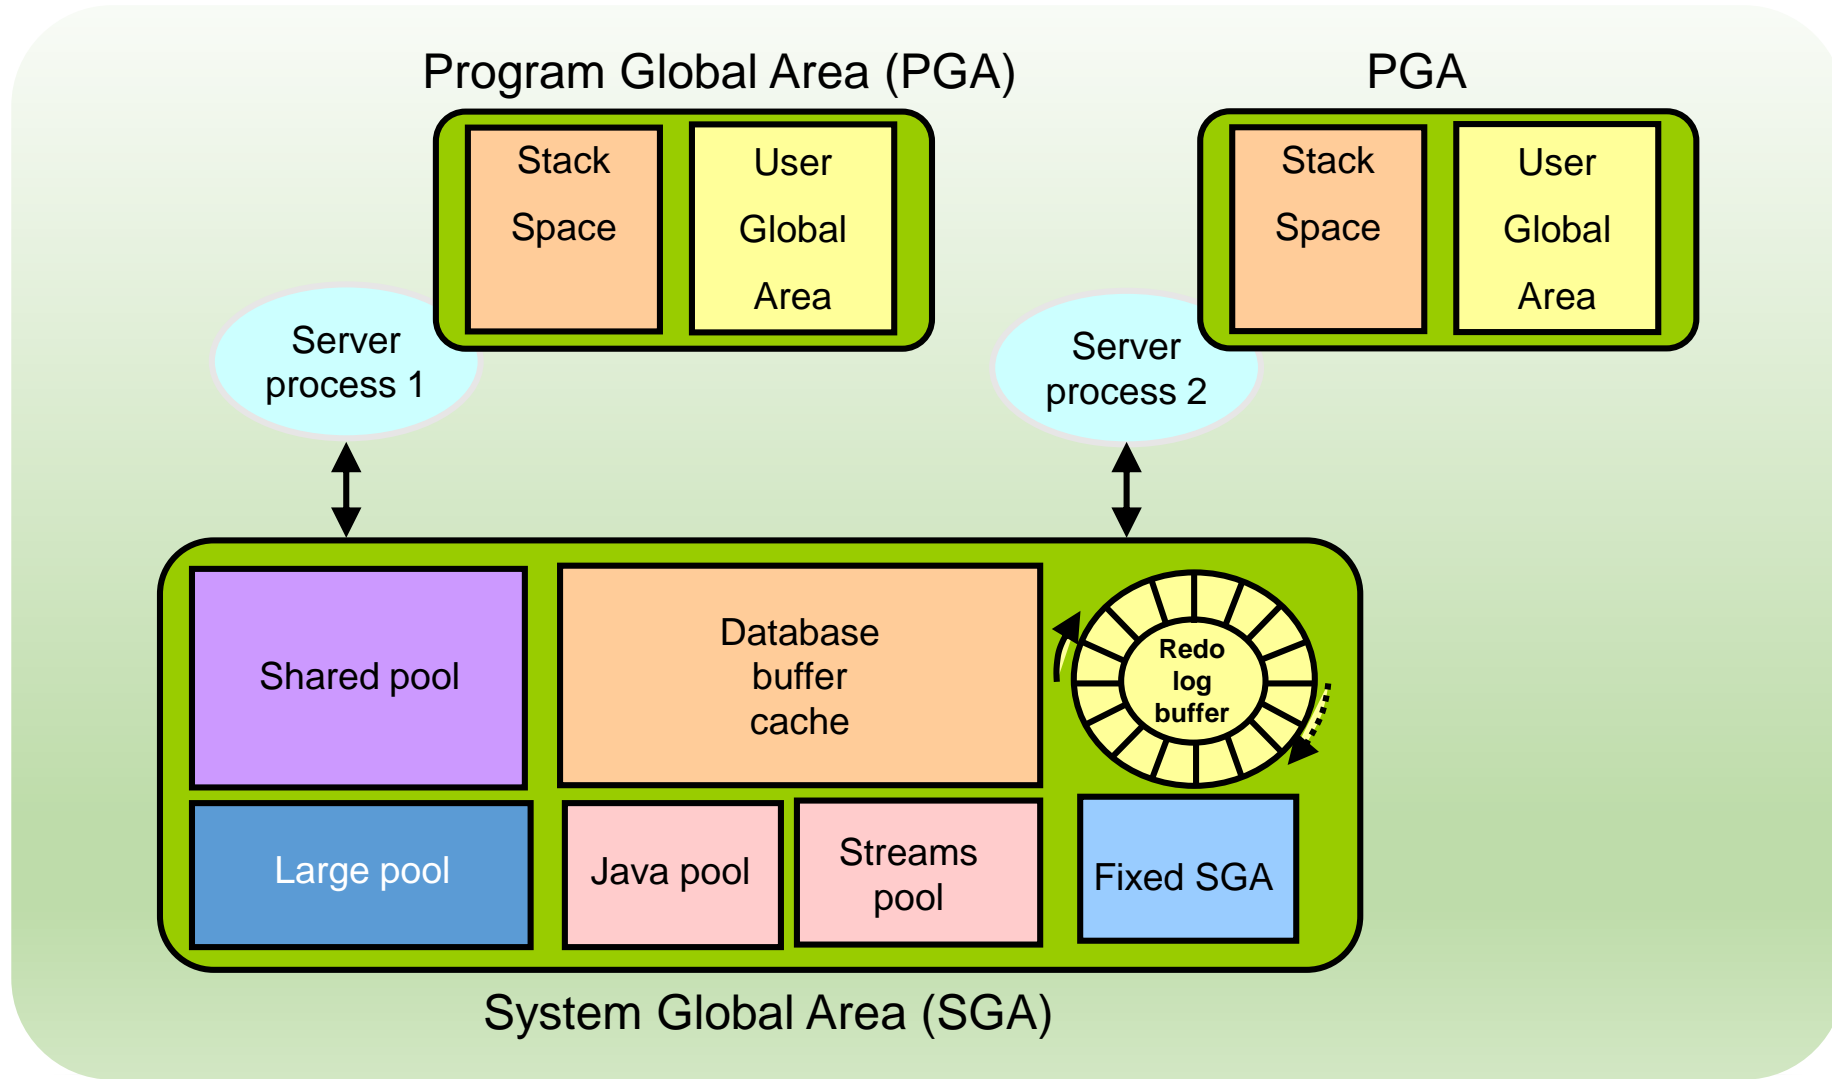 Program Global Area (PGA)
PGA
Stack
Space
User
Global
Area
Stack
Space
User
Global
Area
Server
process 1
Server
process 2
Shared pool
Database
buffer
cache
Redo
log
buffer
Large pool
Java pool
Streams
pool
Fixed SGA
System Global Area (SGA)